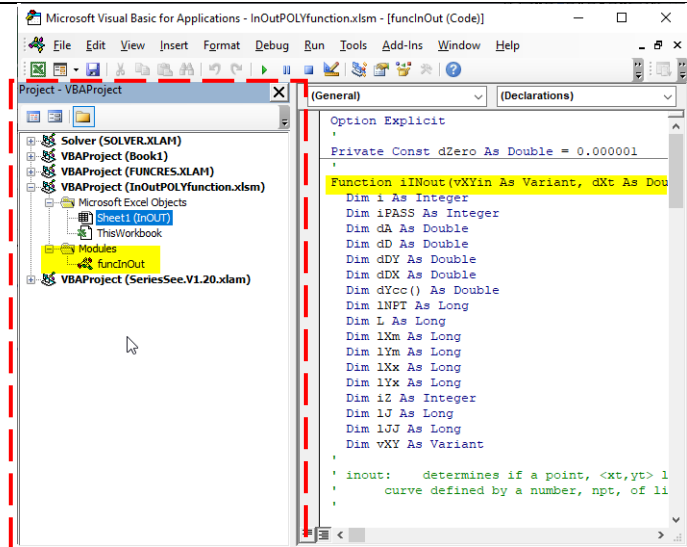 Microsoft Visual Basic for Applications - InOutPOLYfunction.xlsm - [funcInOut (Code)]
File Edit View Insert Format Debug Run Tools Add-Ins Window Help
Project - VBAProject
Solver (SOLVER.XLAM)
VBAProject (Book1)
VBAProject (FUNCRES.XLAM)
VBAProject (InOutPOLYfunction.xlsm)
Microsoft Excel Objects
Sheet1 (InOUT)
ThisWorkbook
Modules
funcInOut
VBAProject (SeriesSee.V1.20.xlam)
(General) (Declarations)
Option Explicit
'
Private Const dZero As Double = 0.000001
'
Function iINout(vXYin As Variant, dXt As Dou
Dim i As Integer
Dim iPASS As Integer
Dim dA As Double
Dim dD As Double
Dim dDY As Double
Dim dDX As Double
Dim dYcc() As Double
Dim lNPT As Long
Dim L As Long
Dim lXm As Long
Dim lYm As Long
Dim lXx As Long
Dim lYx As Long
Dim iZ As Integer
Dim lJ As Long
Dim lJJ As Long
Dim vXY As Variant
'
' inout: determines if a point, <xt,yt> l
' curve defined by a number, npt, of li
'